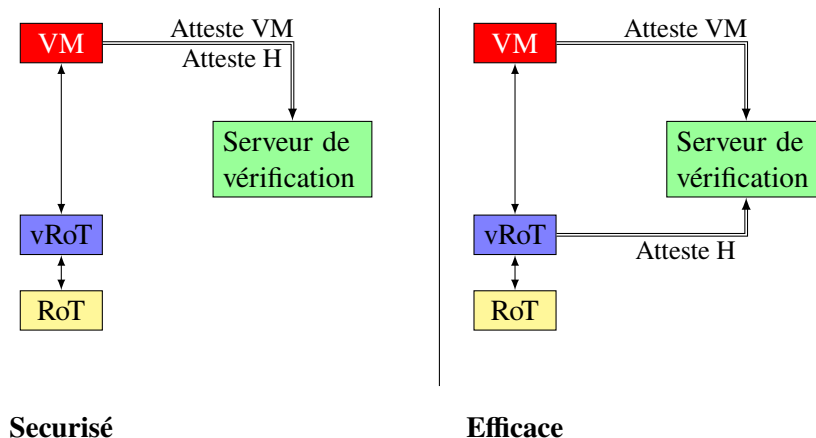 VM
Atteste VM
Atteste H
Serveur de
vérification
vRoT
RoT
Securisé
VM
Atteste VM
Serveur de
vérification
vRoT
Atteste H
RoT
Efficace